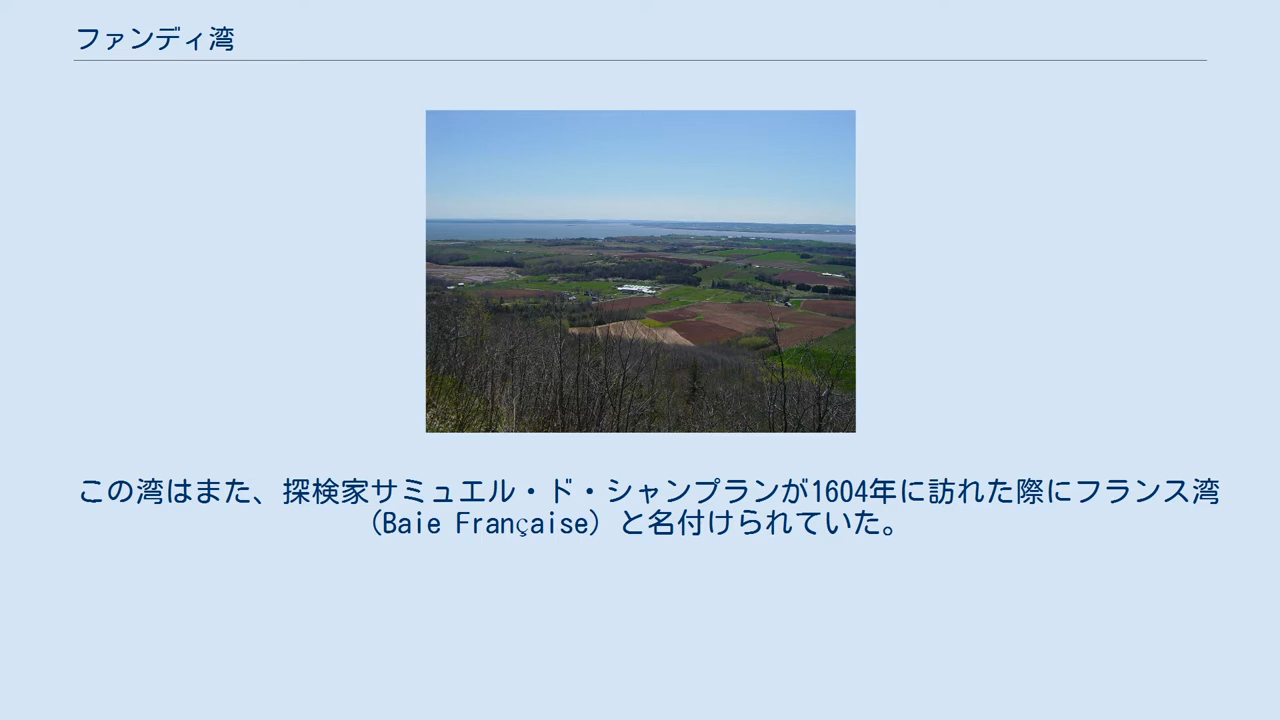 ファンディ湾
この湾はまた、探検家サミュエル・ド・シャンプランが1604年に訪れた際にフランス湾
（Baie Française）と名付けられていた。